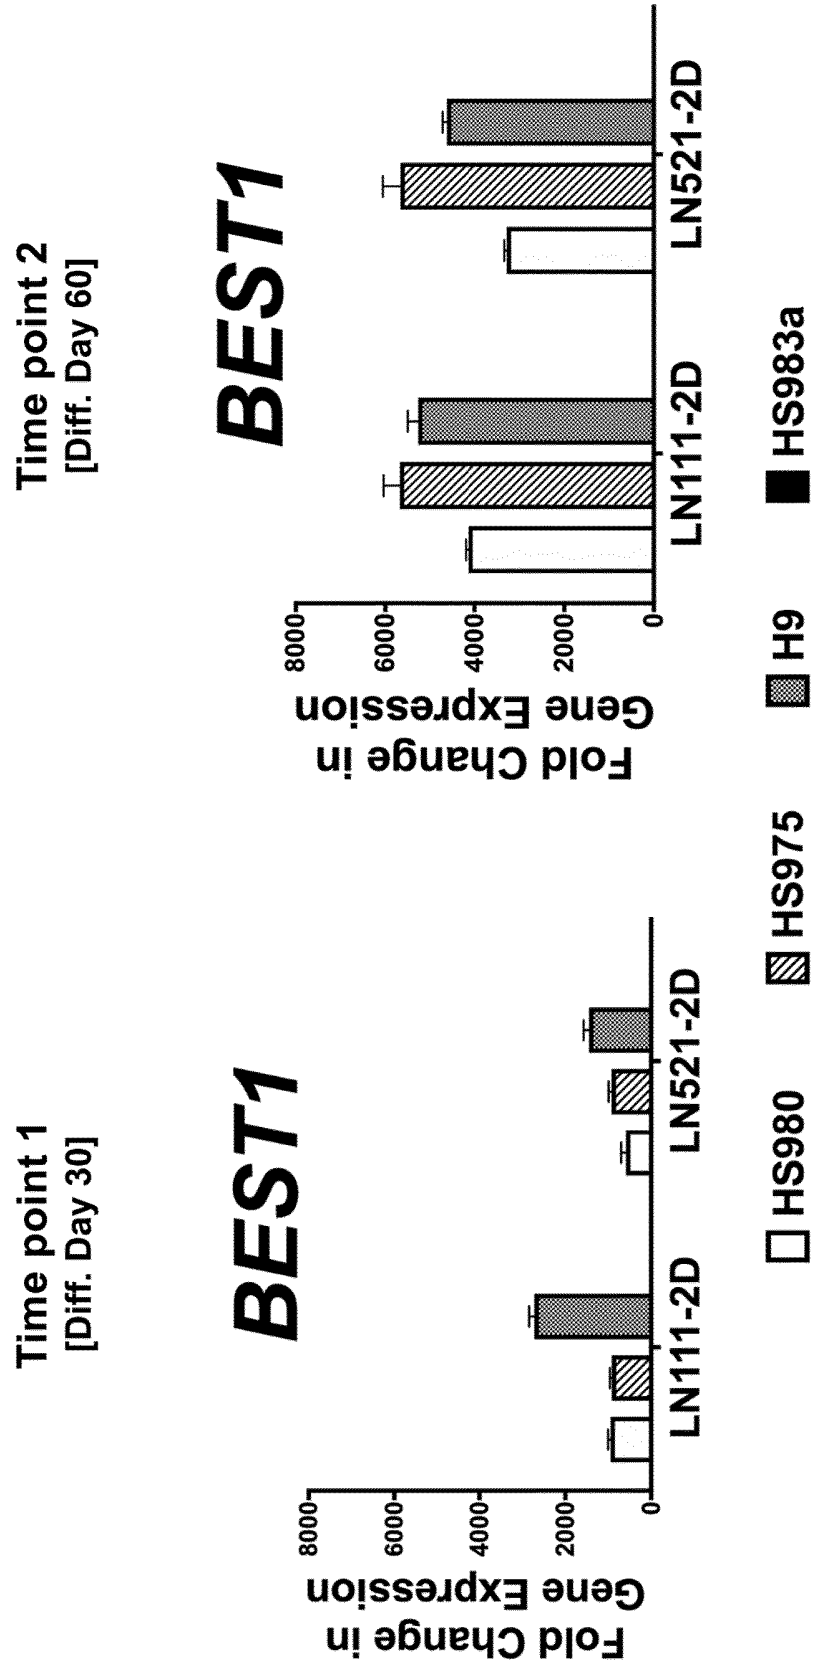 Time point 1
[Diff. Day 30]
BEST1
Fold Change in
Gene Expression
8000
6000
4000
2000
0
LN111-2D
LN521-2D
Time point 2
[Diff. Day 60]
BEST1
Fold Change in
Gene Expression
8000
6000
4000
2000
0
LN111-2D
LN521-2D
HS980
HS975
H9
HS983a